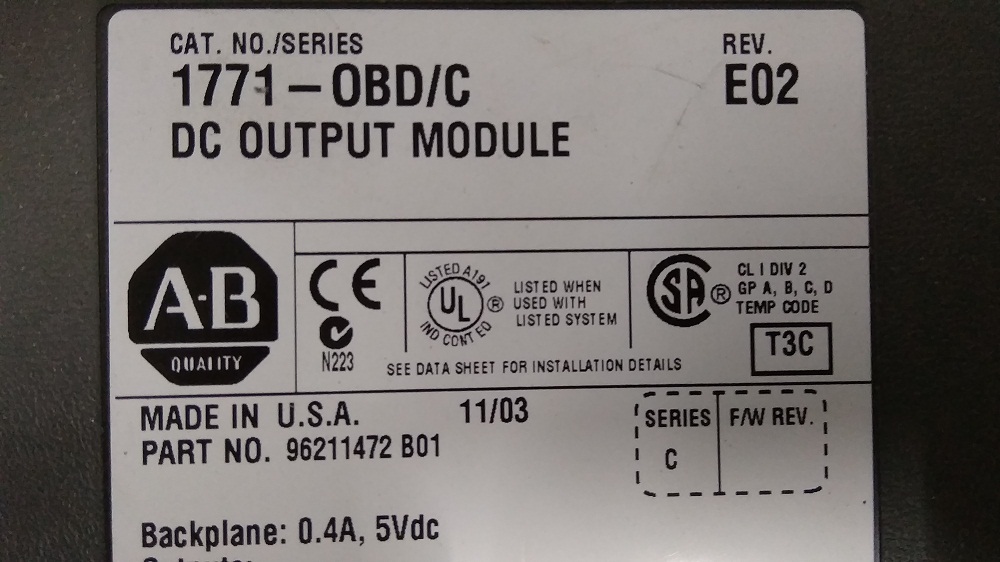 CAT. NO./SERIES
REV.
1771-OBD/C
E02
DC OUTPUT MODULE
A-B
QUALITY
CE
N223
LISTED A191
UL ®
IND CONT EQ
LISTED WHEN
USED WITH
LISTED SYSTEM
SA ®
CL I DIV 2
GP A, B, C, D
TEMP CODE
T3C
SEE DATA SHEET FOR INSTALLATION DETAILS
MADE IN U.S.A.
11/03
PART NO. 96211472 B01
SERIES
F/W REV.
C
Backplane: 0.4A, 5Vdc